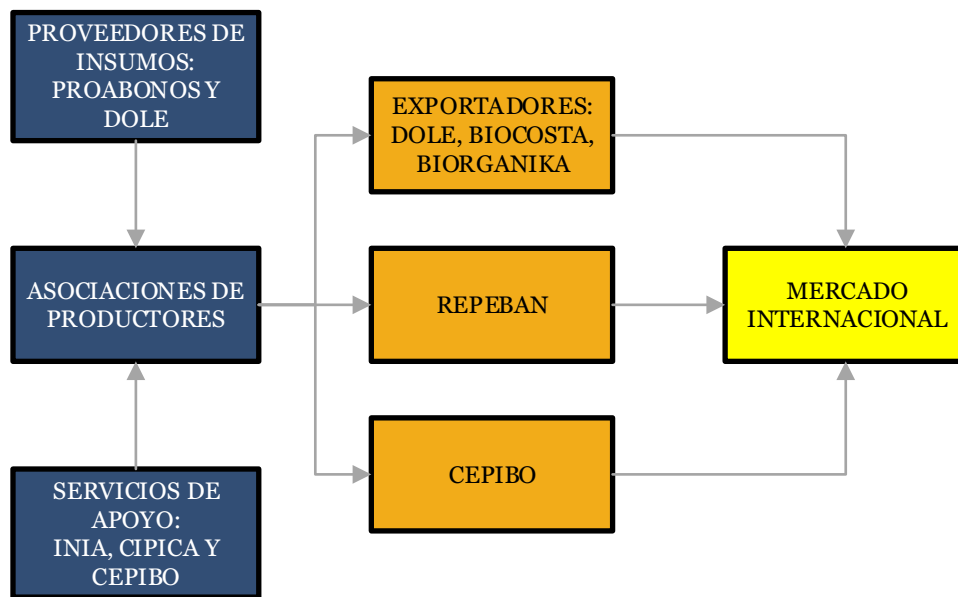 PROVEEDORES DE
INSUMOS:
PROABONOS Y
DOLE
EXPORTADORES:
DOLE, BIOCOSTA,
BIORGANIKA
ASOCIACIONES DE
PRODUCTORES
REPEBAN
MERCADO
INTERNACIONAL
CEPIBO
SERVICIOS DE
APOYO:
INIA, CIPICA Y
CEPIBO